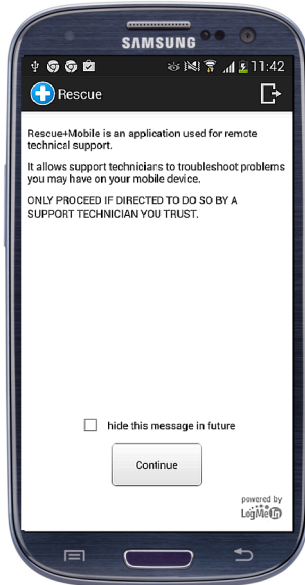 SAMSUNG
11:42
Rescue
Rescue+Mobile is an application used for remote
technical support.
It allows support technicians to troubleshoot problems
you may have on your mobile device.
ONLY PROCEED IF DIRECTED TO DO SO BY A
SUPPORT TECHNICIAN YOU TRUST.
hide this message in future
Continue
powered by
LogMeIn